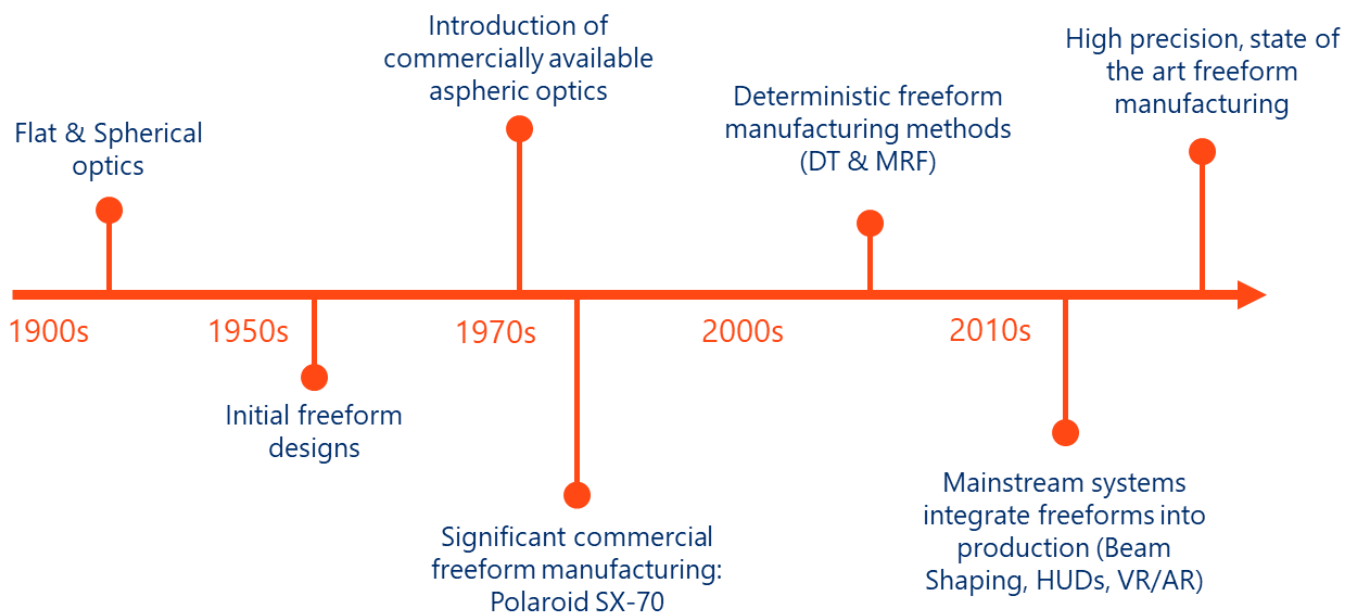 Introduction of
commercially available
aspheric optics
High precision, state of
the art freeform
manufacturing
Deterministic freeform
manufacturing methods
(DT & MRF)
Flat & Spherical
optics
1900s
1950s
1970s
2000s
2010s
Initial freeform
designs
Significant commercial
freeform manufacturing:
Polaroid SX-70
Mainstream systems
integrate freeforms into
production (Beam
Shaping, HUDs, VR/AR)